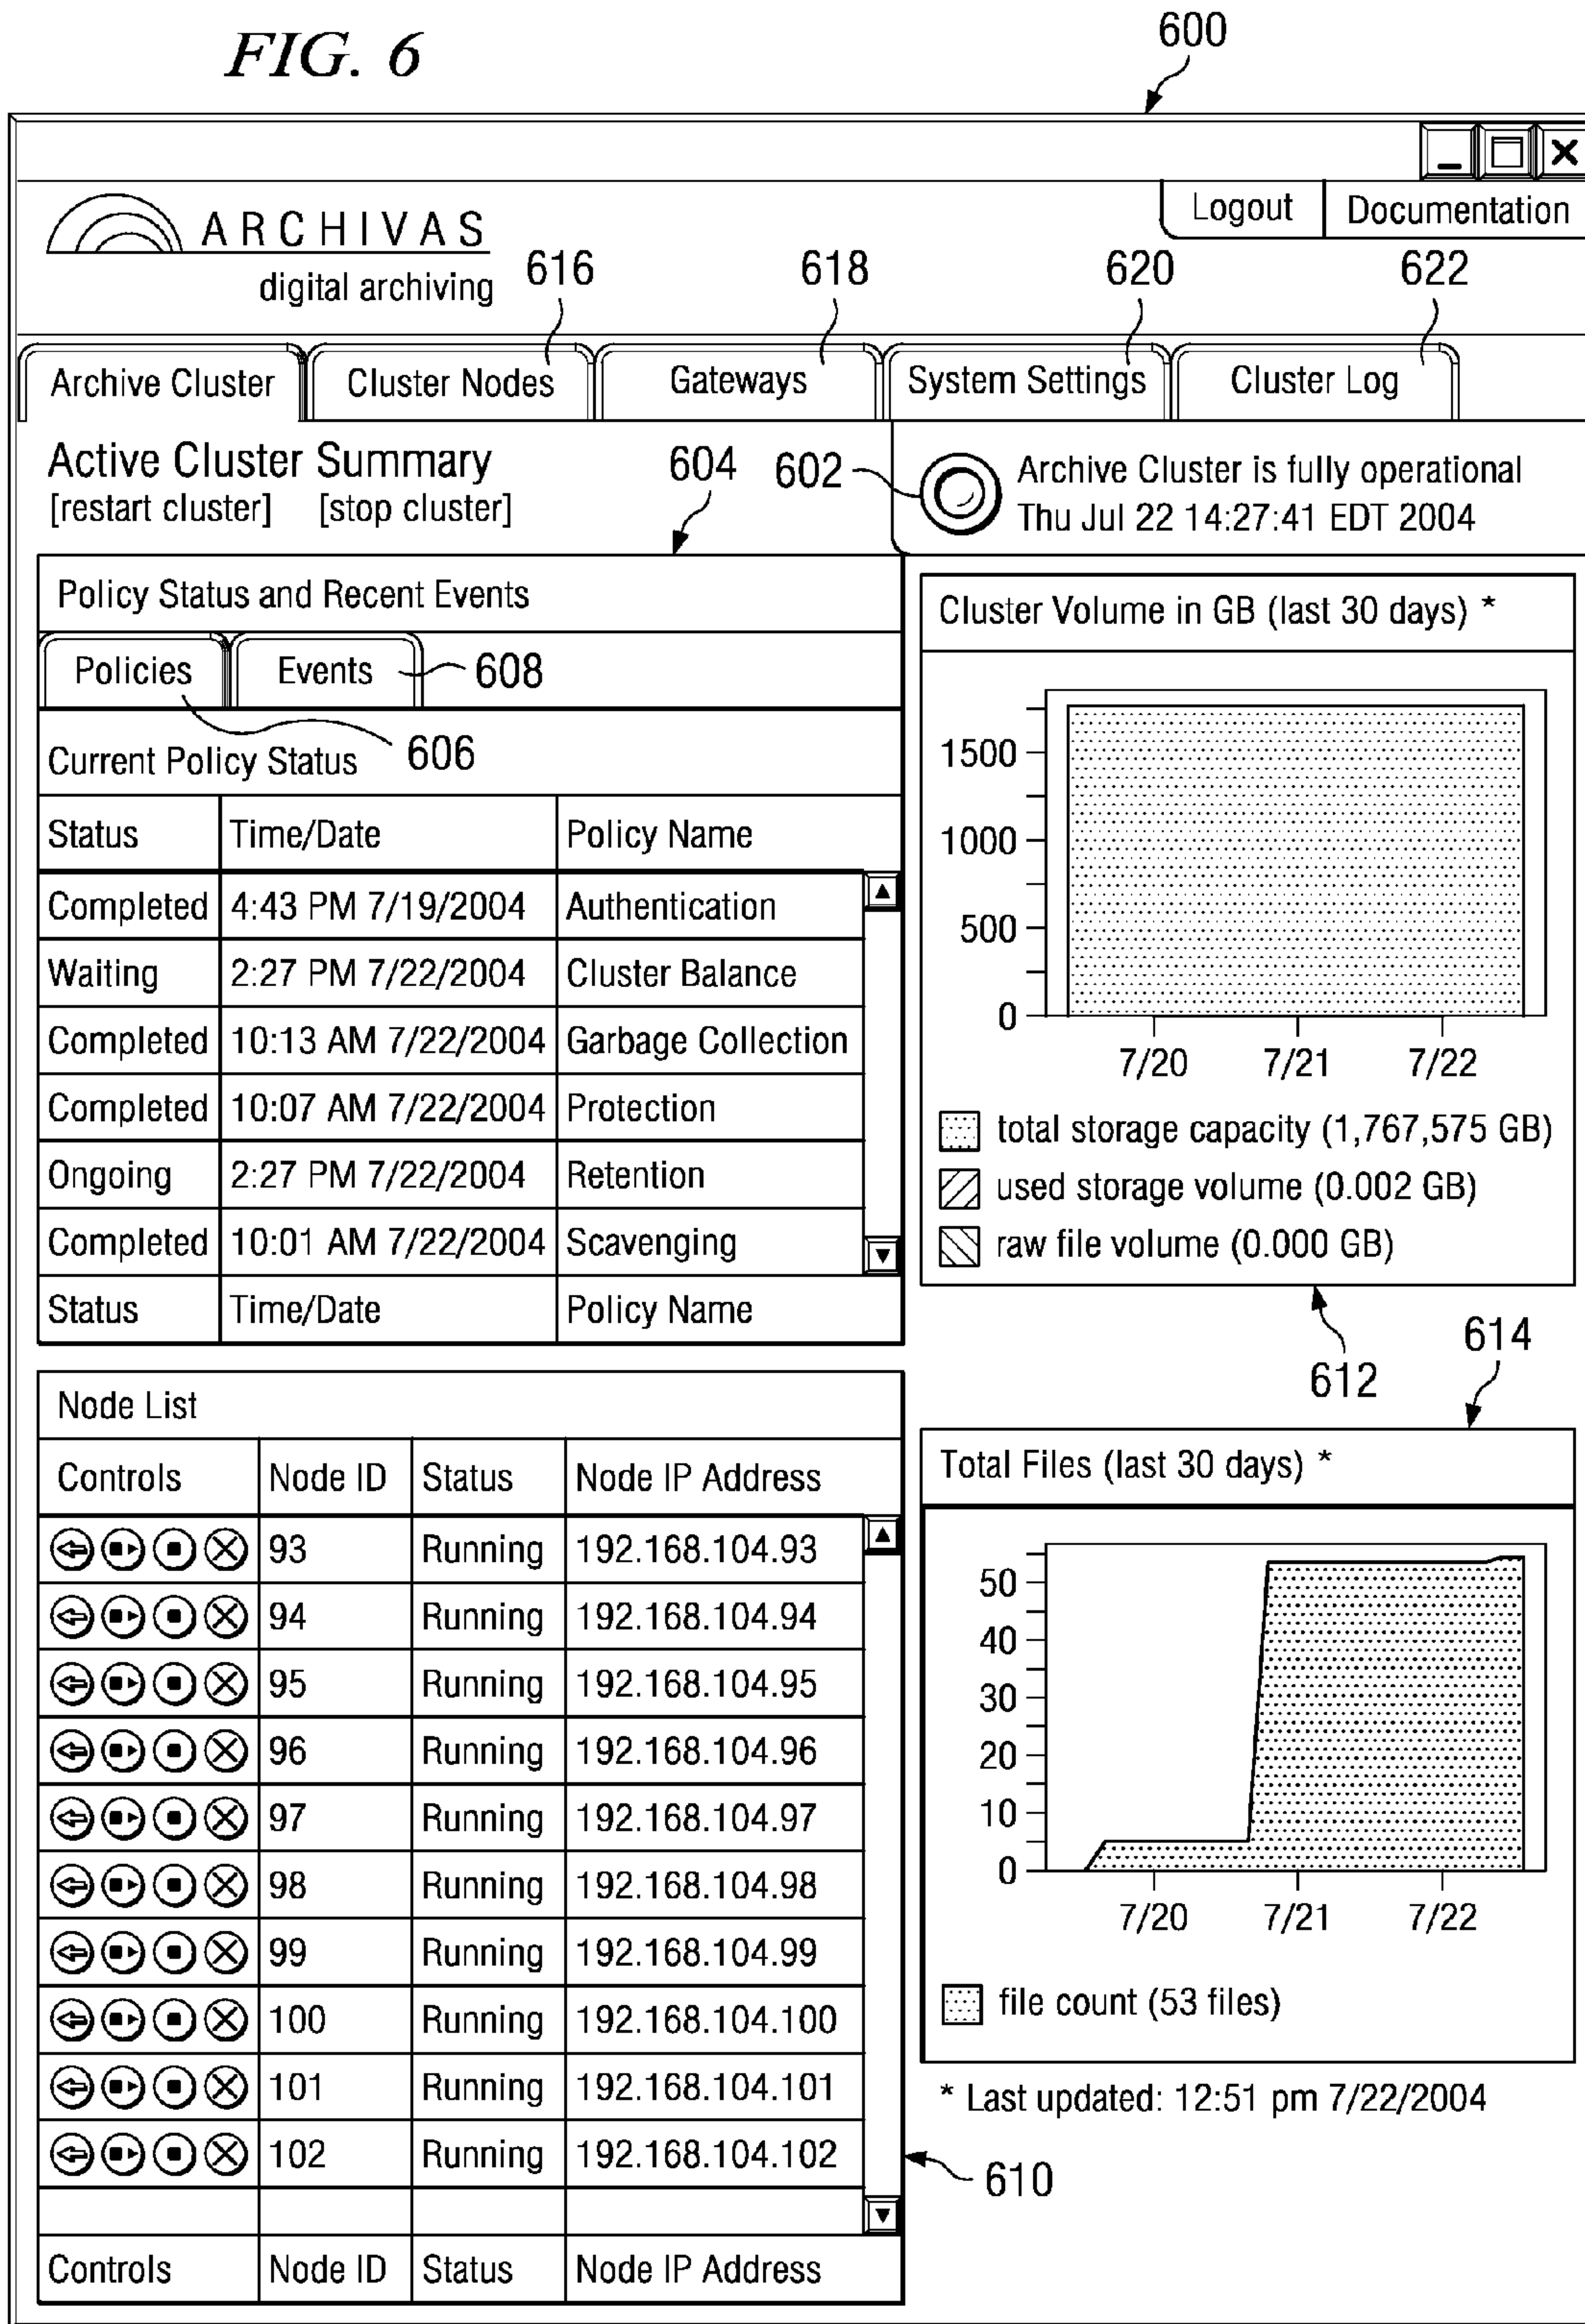 FIG. 6
600
Logout Documentation
ARCHIVAS
digital archiving
616 618 620 622
Archive Cluster Cluster Nodes Gateways System Settings Cluster Log
Active Cluster Summary
[restart cluster] [stop cluster]
604 602
Archive Cluster is fully operational
Thu Jul 22 14:27:41 EDT 2004
Policy Status and Recent Events
Policies Events 608
Current Policy Status 606
Status Time/Date Policy Name
Completed 4:43 PM 7/19/2004 Authentication
Waiting 2:27 PM 7/22/2004 Cluster Balance
Completed 10:13 AM 7/22/2004 Garbage Collection
Completed 10:07 AM 7/22/2004 Protection
Ongoing 2:27 PM 7/22/2004 Retention
Completed 10:01 AM 7/22/2004 Scavenging
Status Time/Date Policy Name
Cluster Volume in GB (last 30 days) *
1500
1000
500
0
7/20 7/21 7/22
total storage capacity (1,767,575 GB)
used storage volume (0.002 GB)
raw file volume (0.000 GB)
612
614
Node List
Controls Node ID Status Node IP Address
93 Running 192.168.104.93
94 Running 192.168.104.94
95 Running 192.168.104.95
96 Running 192.168.104.96
97 Running 192.168.104.97
98 Running 192.168.104.98
99 Running 192.168.104.99
100 Running 192.168.104.100
101 Running 192.168.104.101
102 Running 192.168.104.102
Controls Node ID Status Node IP Address
610
Total Files (last 30 days) *
50
40
30
20
10
0
7/20 7/21 7/22
file count (53 files)
* Last updated: 12:51 pm 7/22/2004